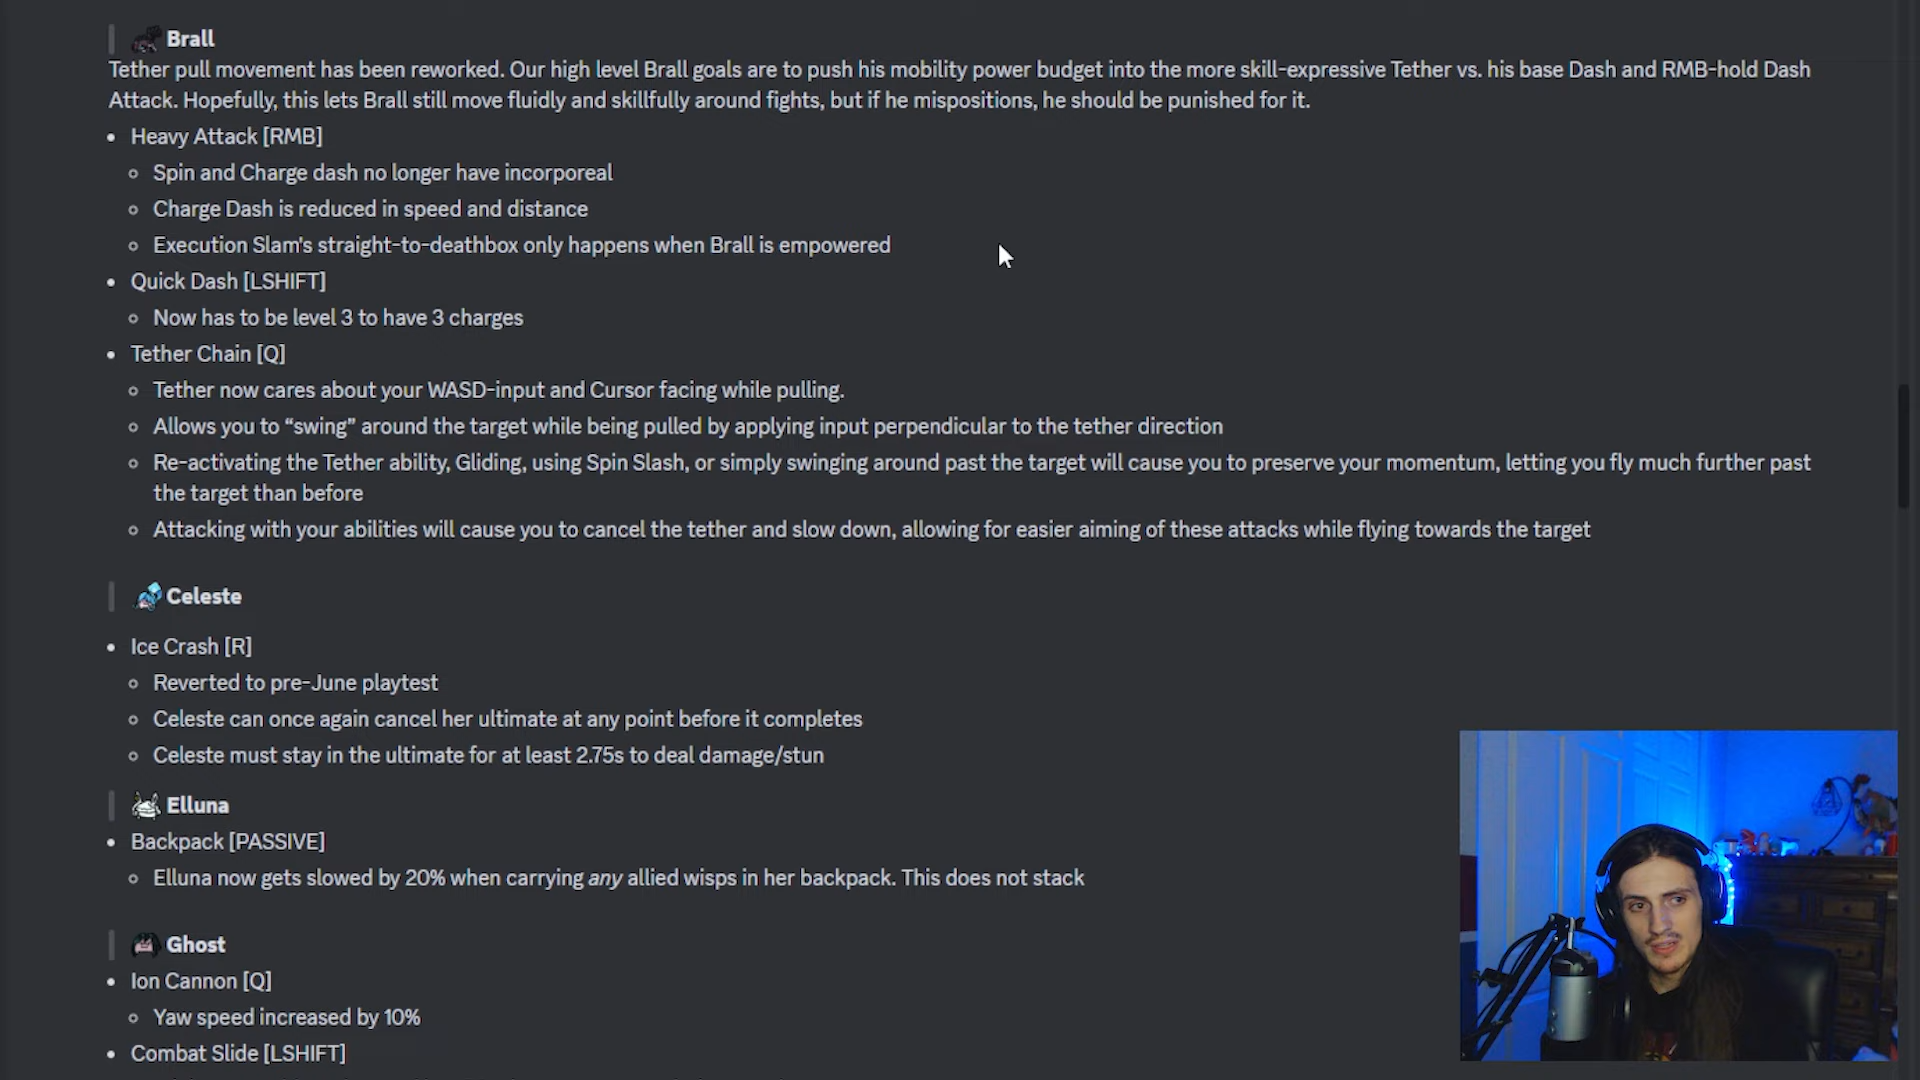 Brall
Tether pull movement has been reworked. Our high level Brall goals are to push his mobility power budget into the more skill-expressive Tether vs. his base Dash and RMB-hold Dash
Attack. Hopefully, this lets Brall still move fluidly and skillfully around fights, but if he mispositions, he should be punished for it.
• Heavy Attack [RMB]
◦ Spin and Charge dash no longer have incorporeal
◦ Charge Dash is reduced in speed and distance
◦ Execution Slam's straight-to-deathbox only happens when Brall is empowered
• Quick Dash [LSHIFT]
◦ Now has to be level 3 to have 3 charges
• Tether Chain [Q]
◦ Tether now cares about your WASD-input and Cursor facing while pulling.
◦ Allows you to “swing” around the target while being pulled by applying input perpendicular to the tether direction
◦ Re-activating the Tether ability, Gliding, using Spin Slash, or simply swinging around past the target will cause you to preserve your momentum, letting you fly much further past
the target than before
◦ Attacking with your abilities will cause you to cancel the tether and slow down, allowing for easier aiming of these attacks while flying towards the target
Celeste
• Ice Crash [R]
◦ Reverted to pre-June playtest
◦ Celeste can once again cancel her ultimate at any point before it completes
◦ Celeste must stay in the ultimate for at least 2.75s to deal damage/stun
Elluna
• Backpack [PASSIVE]
◦ Elluna now gets slowed by 20% when carrying any allied wisps in her backpack. This does not stack
Ghost
• Ion Cannon [Q]
◦ Yaw speed increased by 10%
• Combat Slide [LSHIFT]